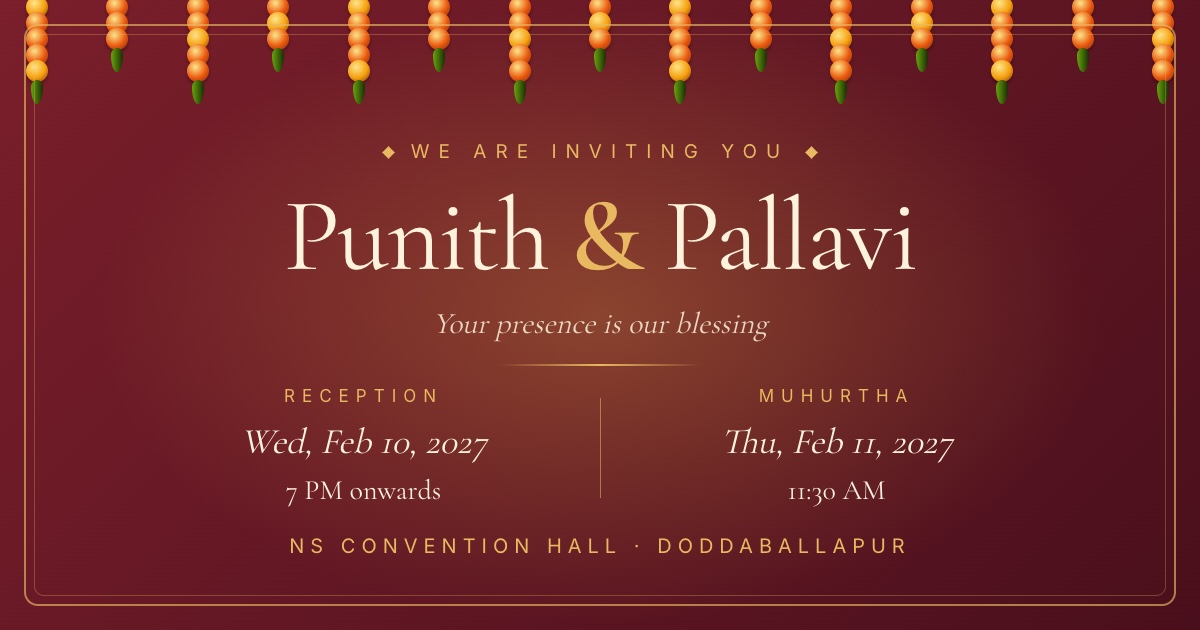 ◆ WE ARE INVITING YOU ◆
Punith & Pallavi
Your presence is our blessing
RECEPTION
Wed, Feb 10, 2027
7 PM onwards
MUHURTHA
Thu, Feb 11, 2027
11:30 AM
NS CONVENTION HALL · DODDABALLAPUR